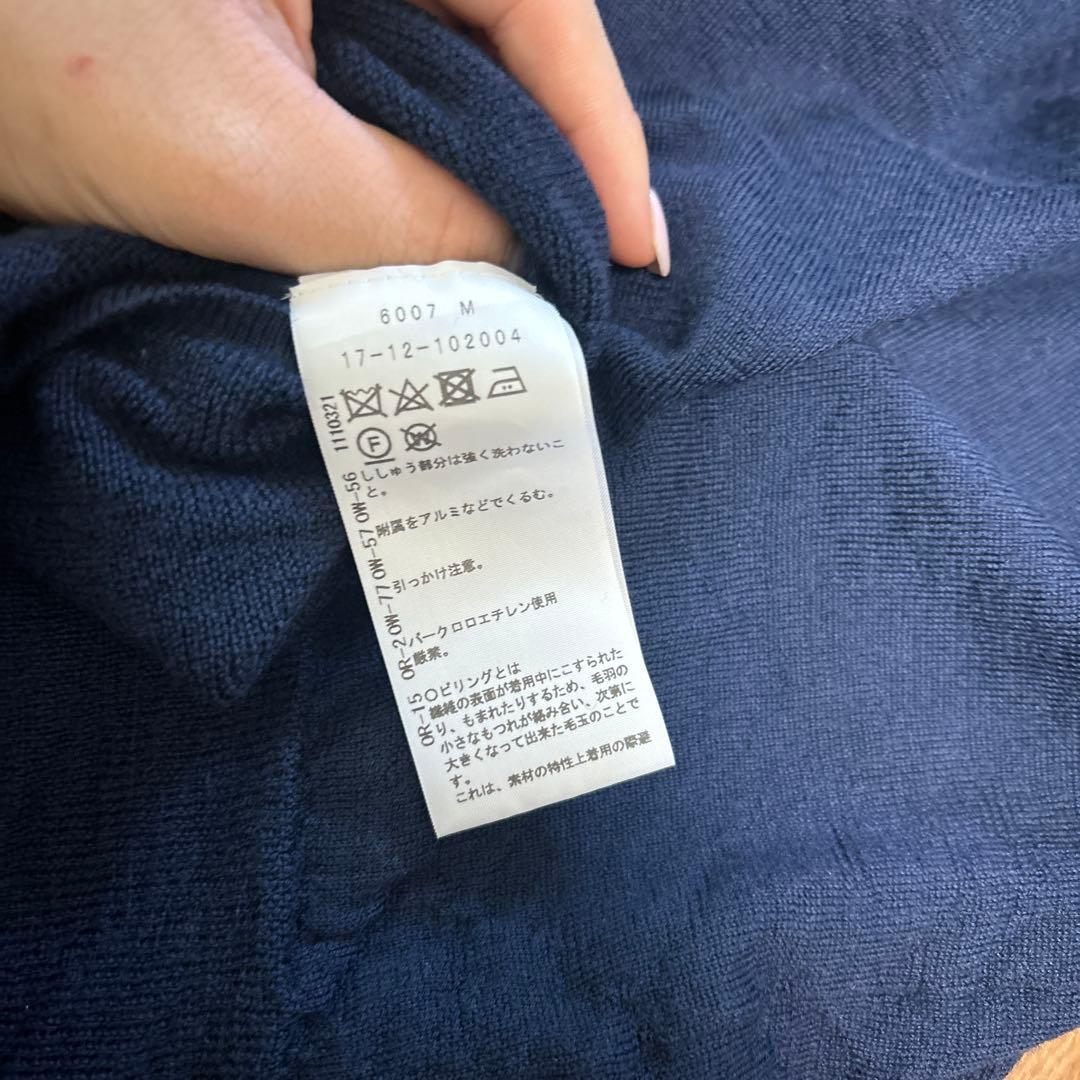 6007 M
17-12-102004
F
W
ししゅう部分は強く洗わないこ
と。
附属をアルミなどでくるむ。
引っかけ注意。
パークロロエチレン使用
厳禁。
○ピリングとは
繊維の表面が着用中にこすられた
り、もまれたりするため、毛羽の
小さなもつれが絡み合い、次第に
大きくなって出来た毛玉のことで
す。
これは、素材の特性上着用の際避
OR-15 OR-20W-770W-570W-56 1110321